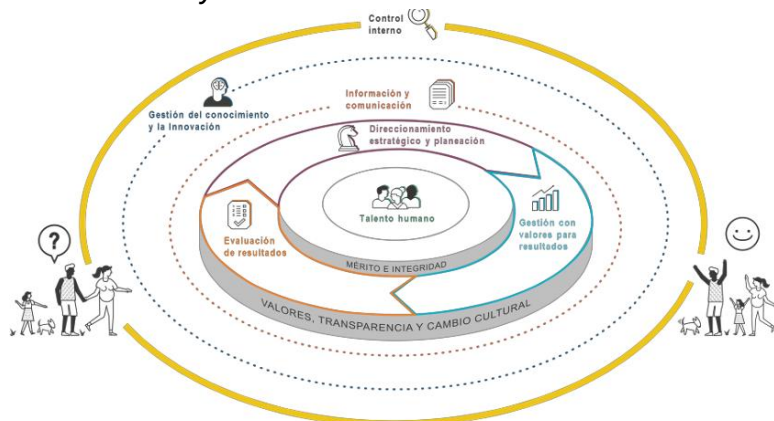 Control
interno
Información y
comunicación
Gestión del conocimiento
y la Innovación
Direccionamiento
estratégico y planeación
Talento humano
Gestión con
valores para
resultados
Evaluación
de resultados
MÉRITO E INTEGRIDAD
VALORES, TRANSPARENCIA Y CAMBIO CULTURAL
?